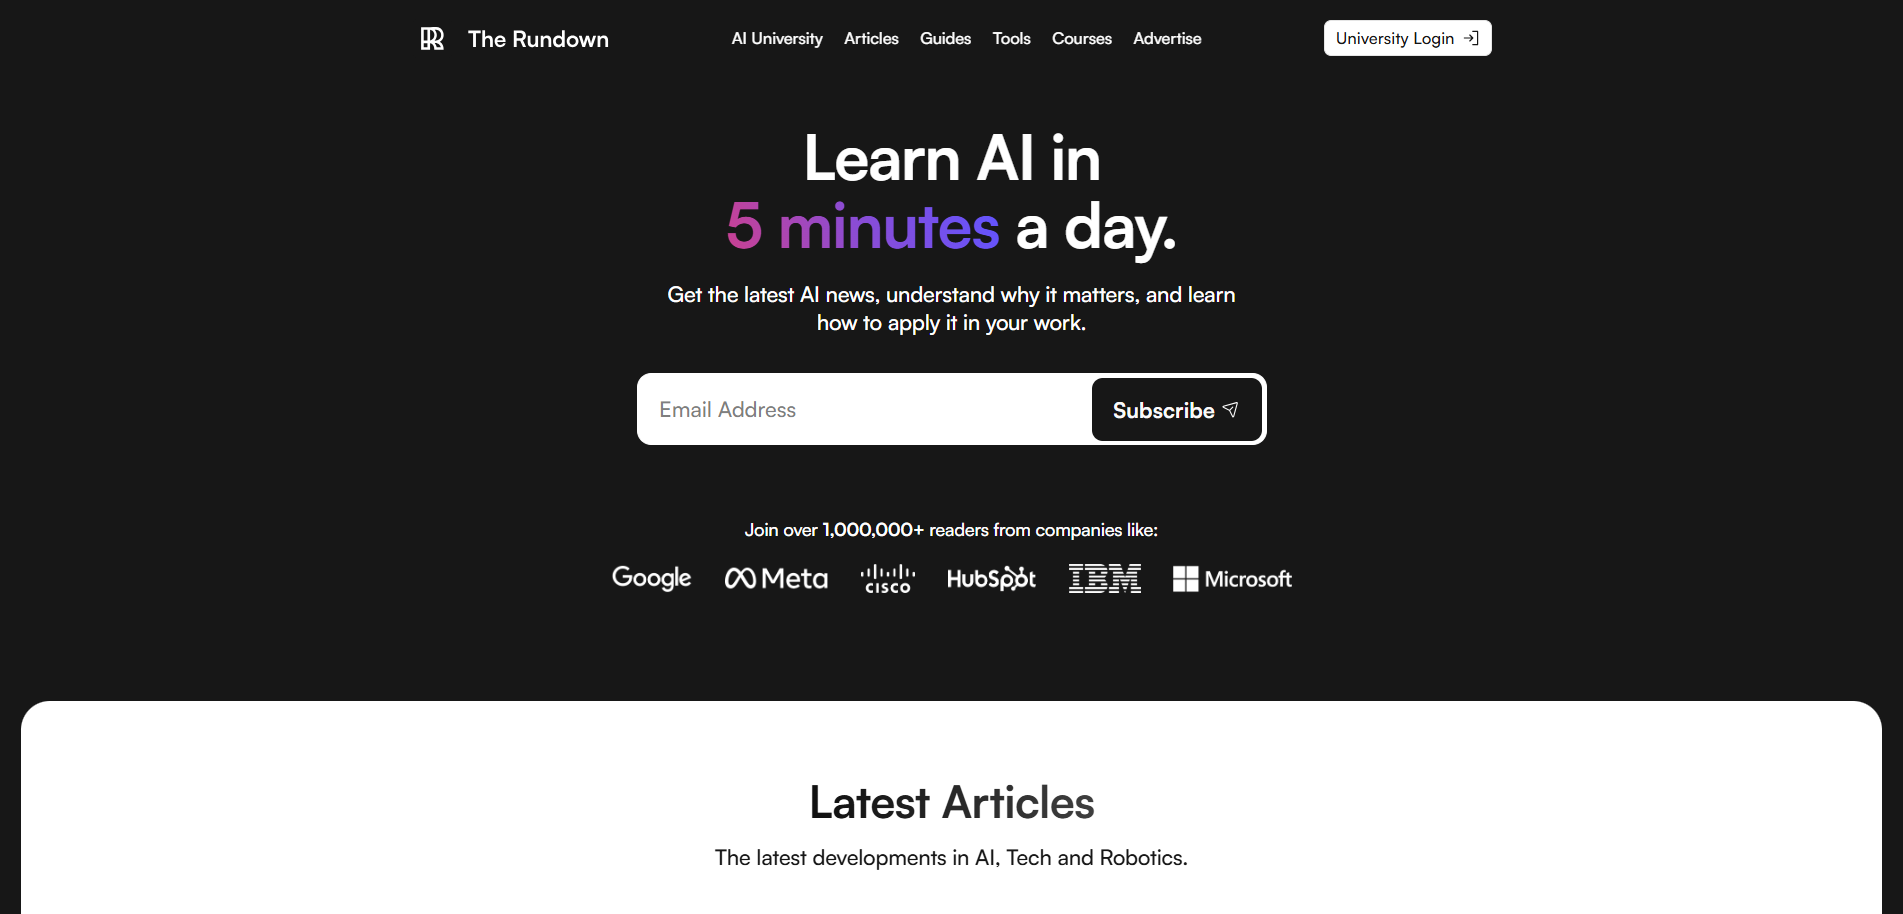 The Rundown
AI University
Articles
Guides
Tools
Courses
Advertise
University Login
Learn AI in
5 minutes a day.
Get the latest AI news, understand why it matters, and learn
how to apply it in your work.
Email Address
Subscribe
Join over 1,000,000+ readers from companies like:
Google
Meta
CISCO
HubSpot
IBM
Microsoft
Latest Articles
The latest developments in AI, Tech and Robotics.